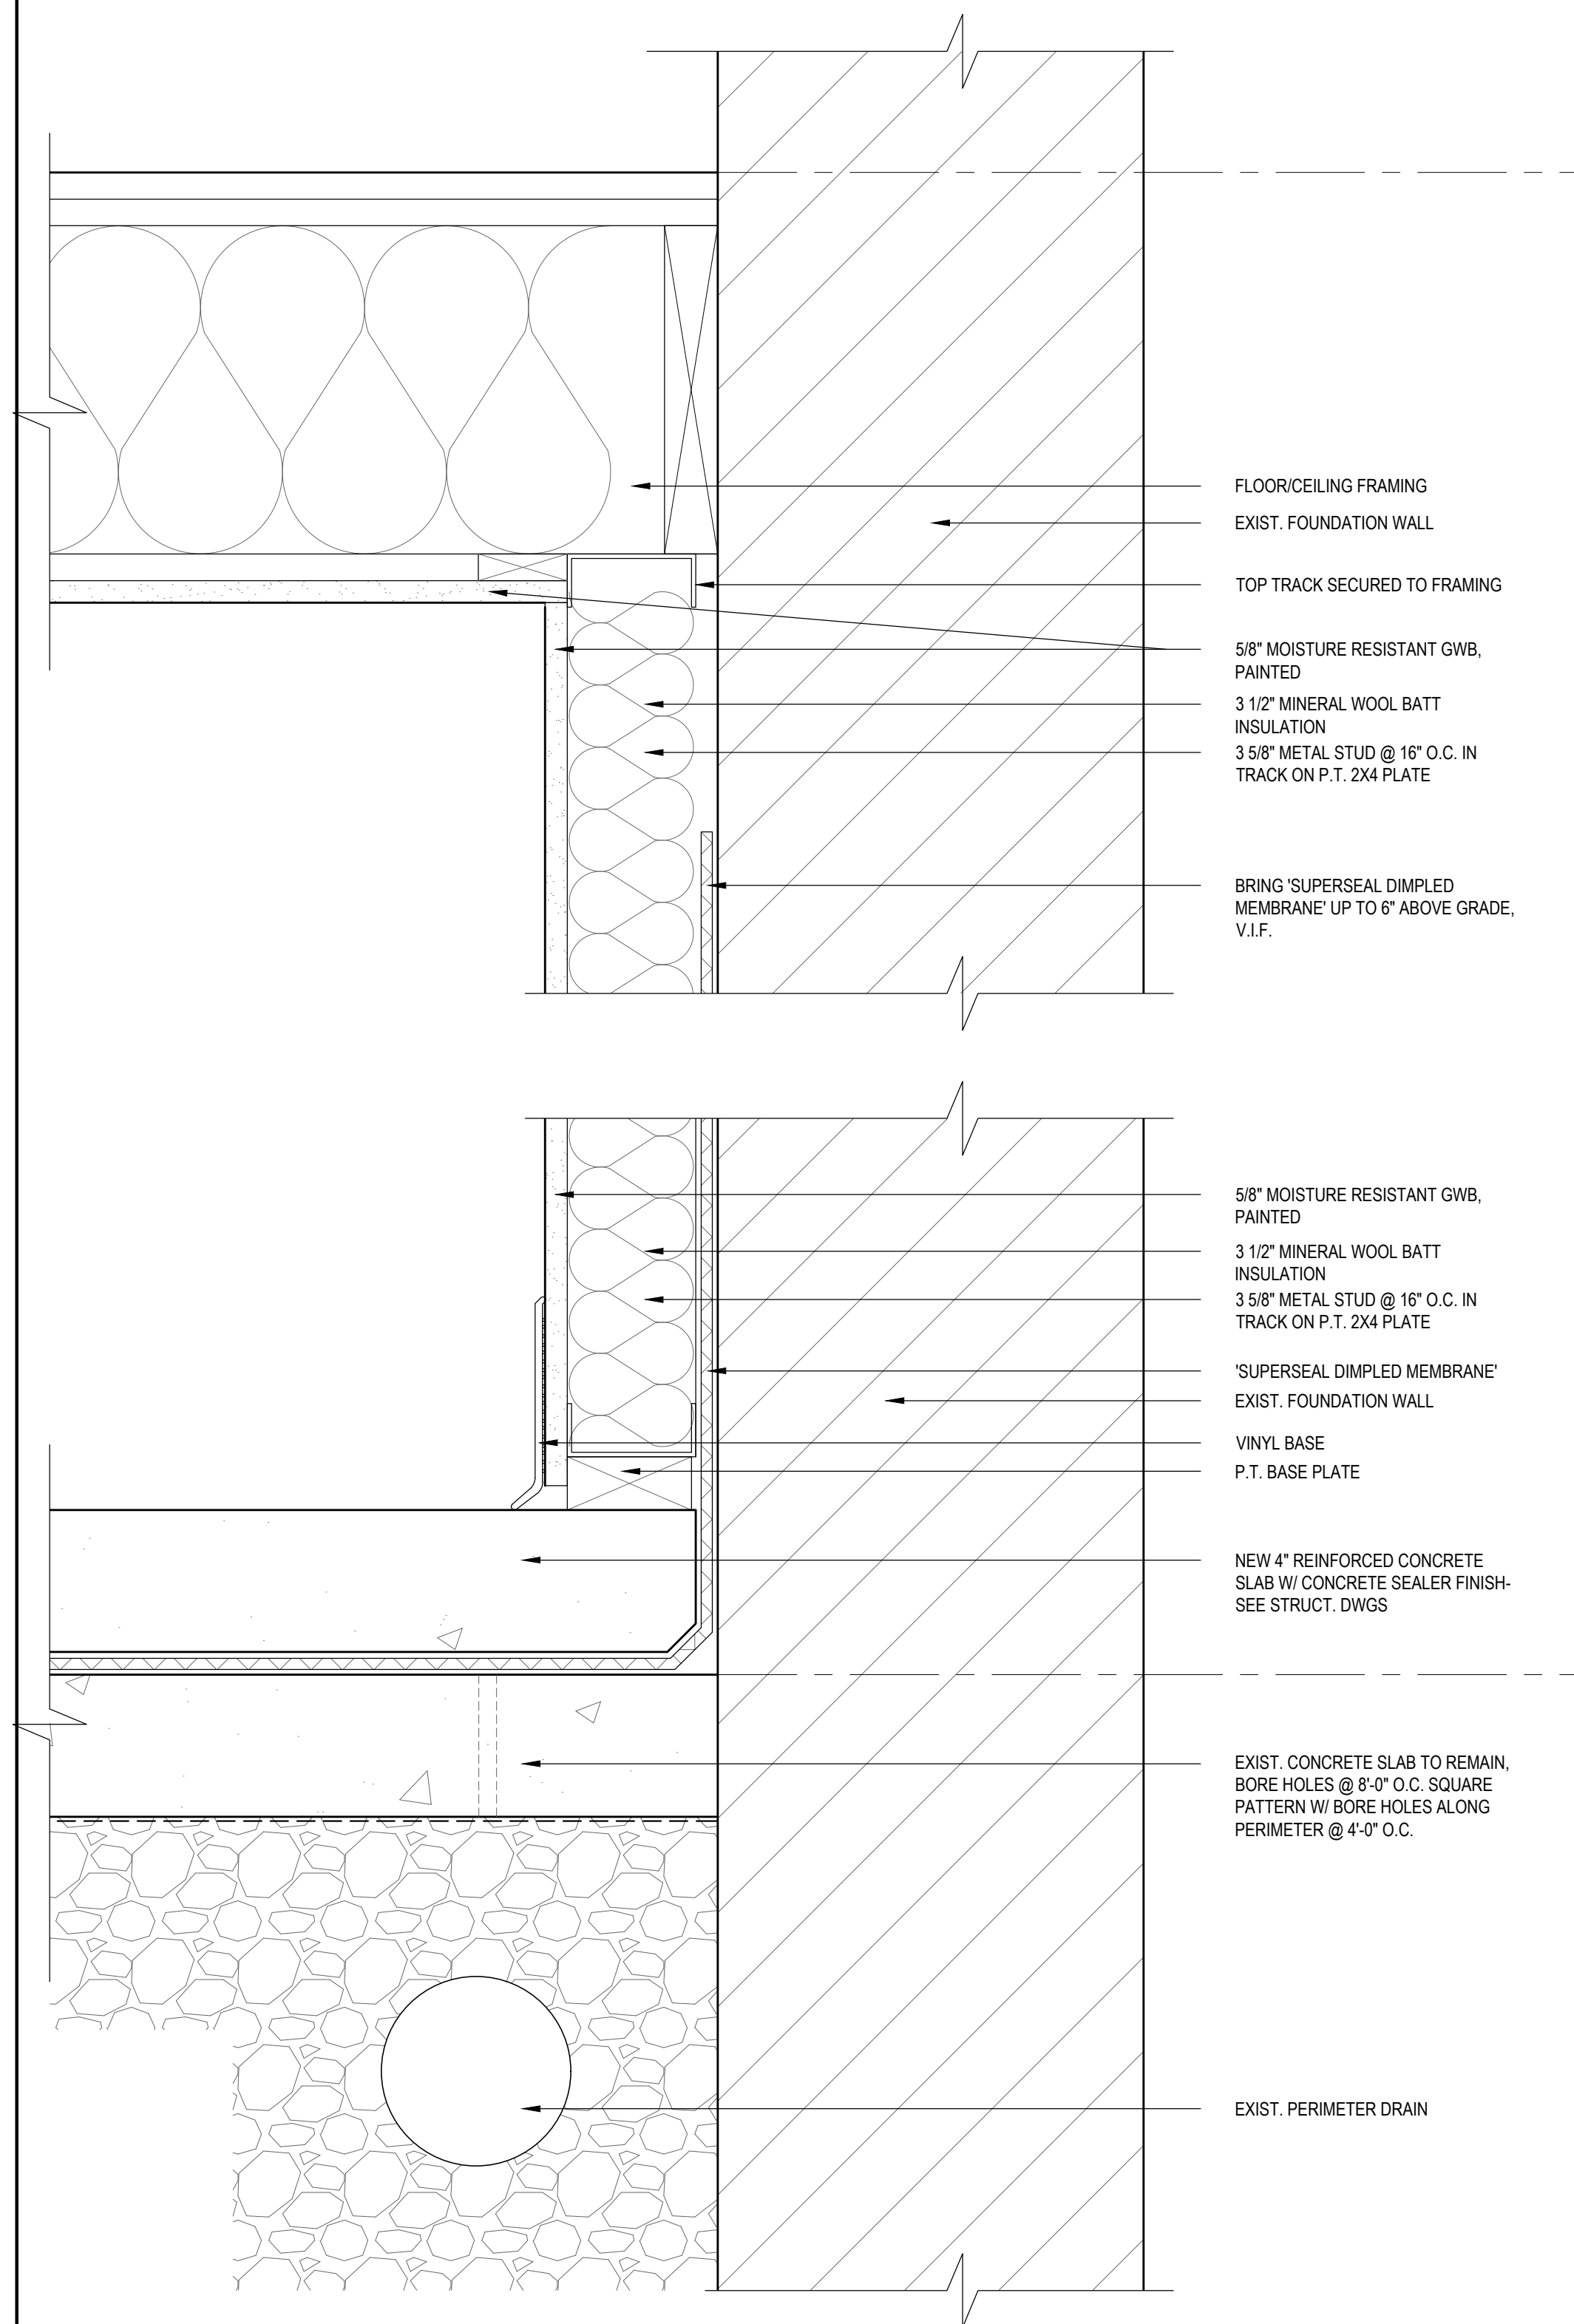 FLOOR/CEILING FRAMING
EXIST. FOUNDATION WALL
TOP TRACK SECURED TO FRAMING
5/8" MOISTURE RESISTANT GWB,
PAINTED
3 1/2" MINERAL WOOL BATT
INSULATION
3 5/8" METAL STUD @ 16" O.C. IN
TRACK ON P.T. 2X4 PLATE
BRING 'SUPERSEAL DIMPLED
MEMBRANE' UP TO 6" ABOVE GRADE,
V.I.F.
5/8" MOISTURE RESISTANT GWB,
PAINTED
3 1/2" MINERAL WOOL BATT
INSULATION
3 5/8" METAL STUD @ 16" O.C. IN
TRACK ON P.T. 2X4 PLATE
'SUPERSEAL DIMPLED MEMBRANE'
EXIST. FOUNDATION WALL
VINYL BASE
P.T. BASE PLATE
NEW 4" REINFORCED CONCRETE
SLAB W/ CONCRETE SEALER FINISH-
SEE STRUCT. DWGS
EXIST. CONCRETE SLAB TO REMAIN,
BORE HOLES @ 8'-0" O.C. SQUARE
PATTERN W/ BORE HOLES ALONG
PERIMETER @ 4'-0" O.C.
EXIST. PERIMETER DRAIN